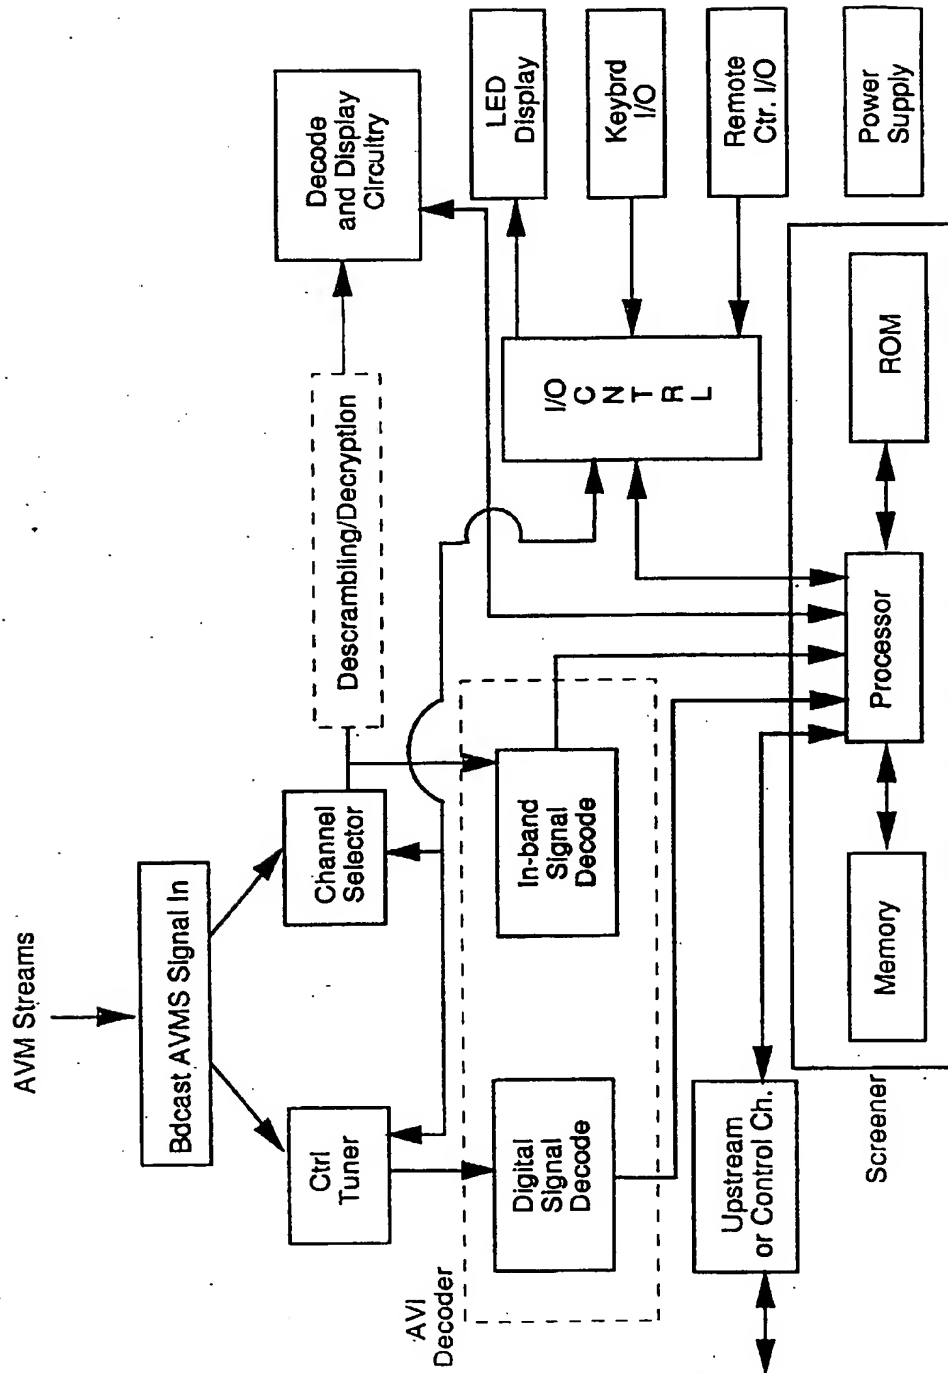 AVM Streams
Bdcast AVMS Signal In
Ctrl
Tuner
Channel
Selector
Descrambling/Decryption
Decode
and Display
Circuitry
AVI
Decoder
Digital
Signal
Decode
In-band
Signal
Decode
I/O
C
N
T
R
L
LED
Display
Keybrd
I/O
Remote
Ctr. I/O
Power
Supply
Upstream
or Control Ch.
Screener
Memory
Processor
ROM